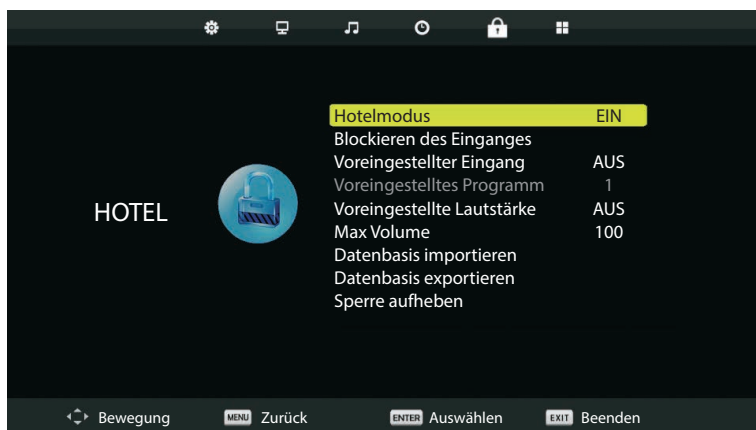 HOTEL
Hotelmodus EIN
Blockieren des Einganges
Voreingestellter Eingang AUS
Voreingestelltes Programm 1
Voreingestellte Lautstärke AUS
Max Volume 100
Datenbasis importieren
Datenbasis exportieren
Sperre aufheben
Bewegung MENU Zurück ENTER Auswählen EXIT Beenden